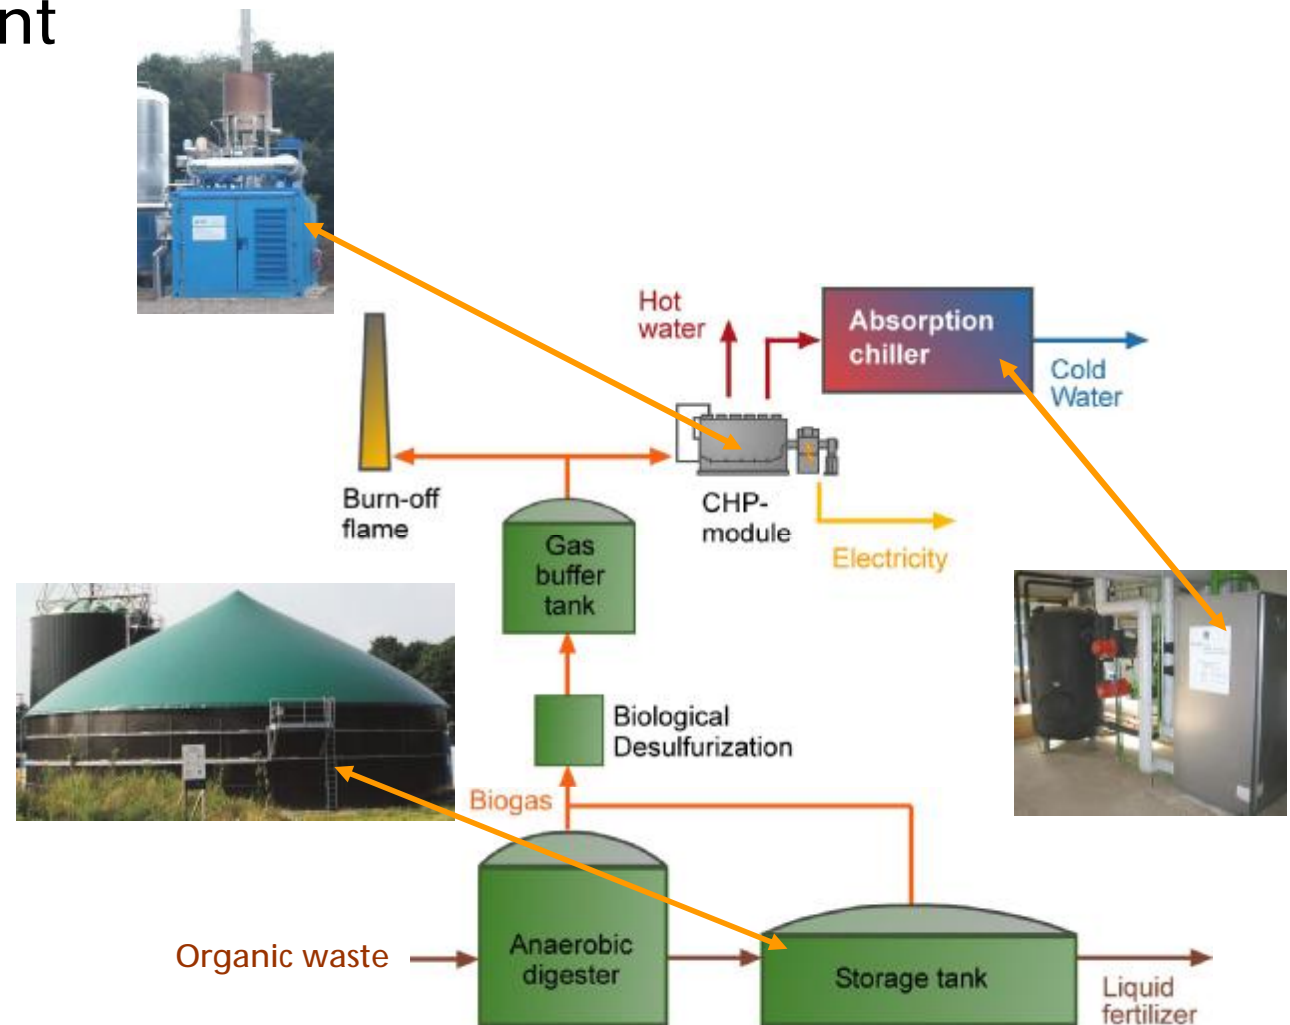 nt
Hot
water
Absorption
chiller
Cold
Water
Burn-off
flame
CHP-
module
Electricity
Gas
buffer
tank
Biological
Desulfurization
Biogas
Organic waste
Anaerobic
digester
Storage tank
Liquid
fertilizer